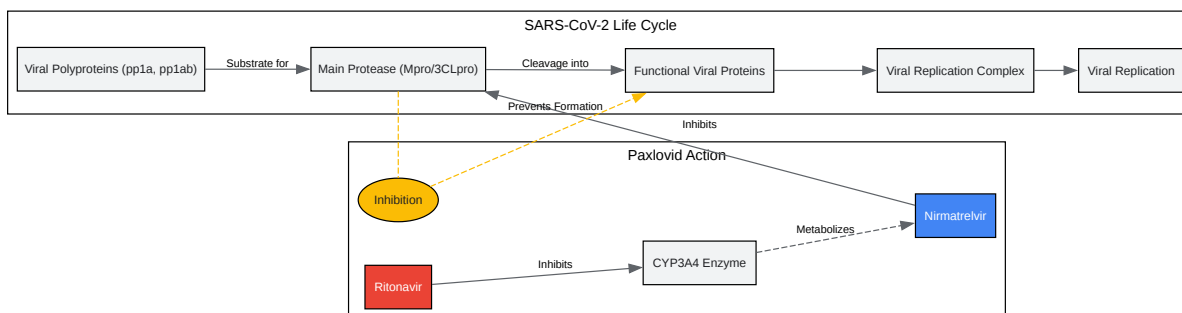 SARS-CoV-2 Life Cycle
Viral Polyproteins (pp1a, pp1ab)
Substrate for
Main Protease (Mpro/3CLpro)
Cleavage into
Functional Viral Proteins
Viral Replication Complex
Viral Replication
Prevents Formation
Inhibits
Paxlovid Action
Inhibition
Nirmatrelvir
Metabolizes
CYP3A4 Enzyme
Inhibits
Ritonavir